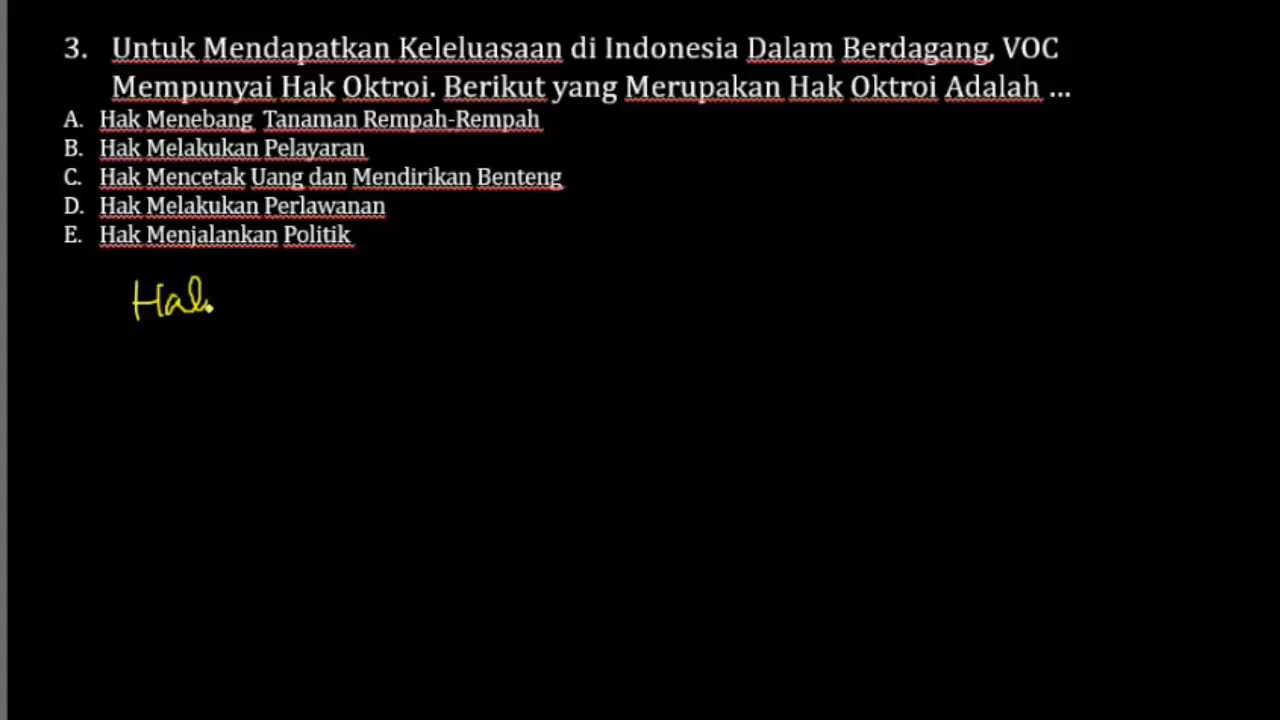 3. Untuk Mendapatkan Keleluasaan di Indonesia Dalam Berdagang, VOC
Mempunyai Hak Oktroi. Berikut yang Merupakan Hak Oktroi Adalah ...
A. Hak Menebang Tanaman Rempah-Rempah
B. Hak Melakukan Pelayaran
C. Hak Mencetak Uang dan Mendirikan Benteng
D. Hak Melakukan Perlawanan
E. Hak Menjalankan Politik